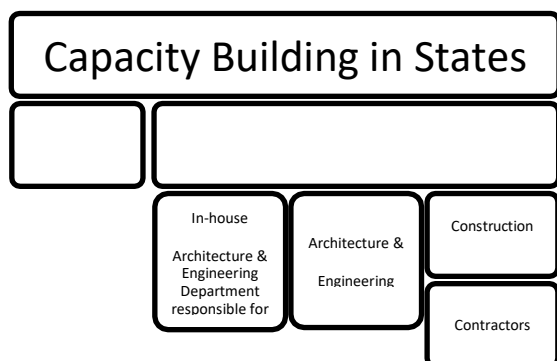 Capacity Building in States
In-house
Architecture &
Engineering
Department
responsible for
Architecture &
Engineering
Construction
Contractors